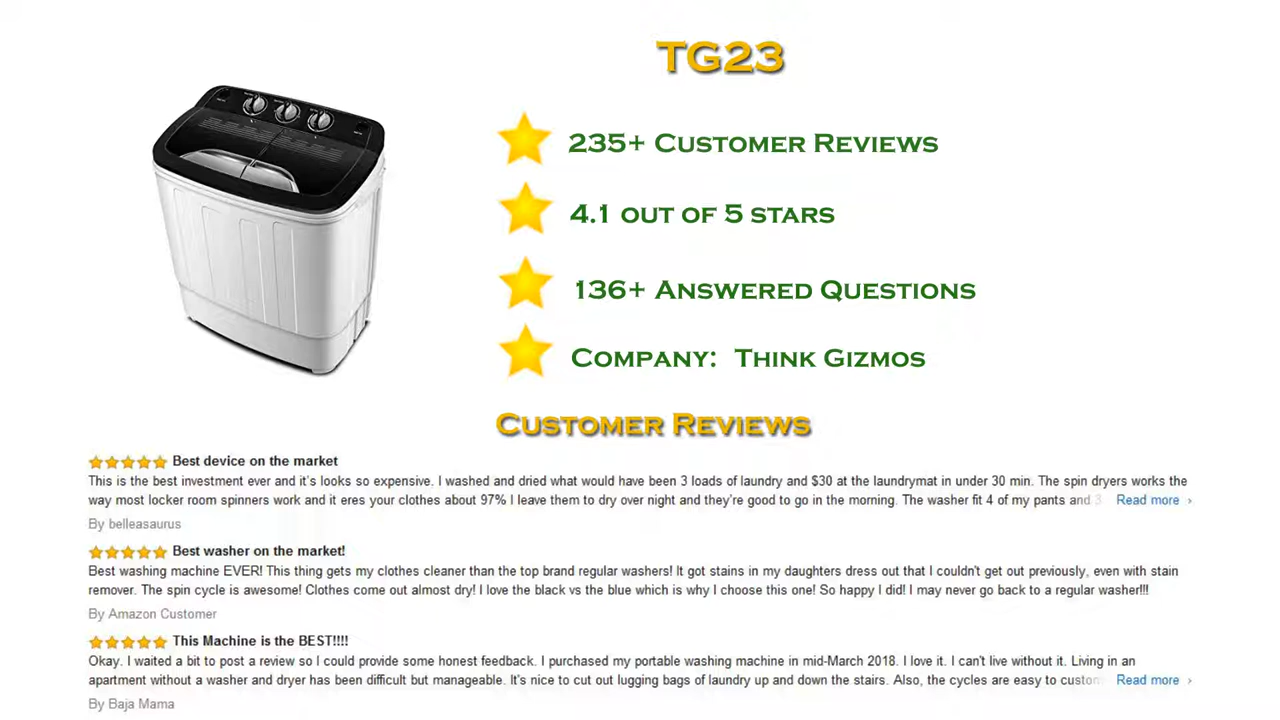 TG23
235+ Customer Reviews
4.1 out of 5 stars
136+ Answered Questions
Company: Think Gizmos
Customer Reviews
Best device on the market
This is the best investment ever and it's looks so expensive. I washed and dried what would have been 3 loads of laundry and $30 at the laundrymat in under 30 min. The spin dryers works the
way most locker room spinners work and it eres your clothes about 97% I leave them to dry over night and they're good to go in the morning. The washer fit 4 of my pants and 3 Read more ›
By belleasaurus
Best washer on the market!
Best washing machine EVER! This thing gets my clothes cleaner than the top brand regular washers! It got stains in my daughters dress out that I couldn't get out previously, even with stain
remover. The spin cycle is awesome! Clothes come out almost dry! I love the black vs the blue which is why I choose this one! So happy I did! I may never go back to a regular washer!!!
By Amazon Customer
This Machine is the BEST!!!!
Okay. I waited a bit to post a review so I could provide some honest feedback. I purchased my portable washing machine in mid-March 2018. I love it. I can't live without it. Living in an
apartment without a washer and dryer has been difficult but manageable. It's nice to cut out lugging bags of laundry up and down the stairs. Also, the cycles are easy to custom Read more ›
By Baja Mama